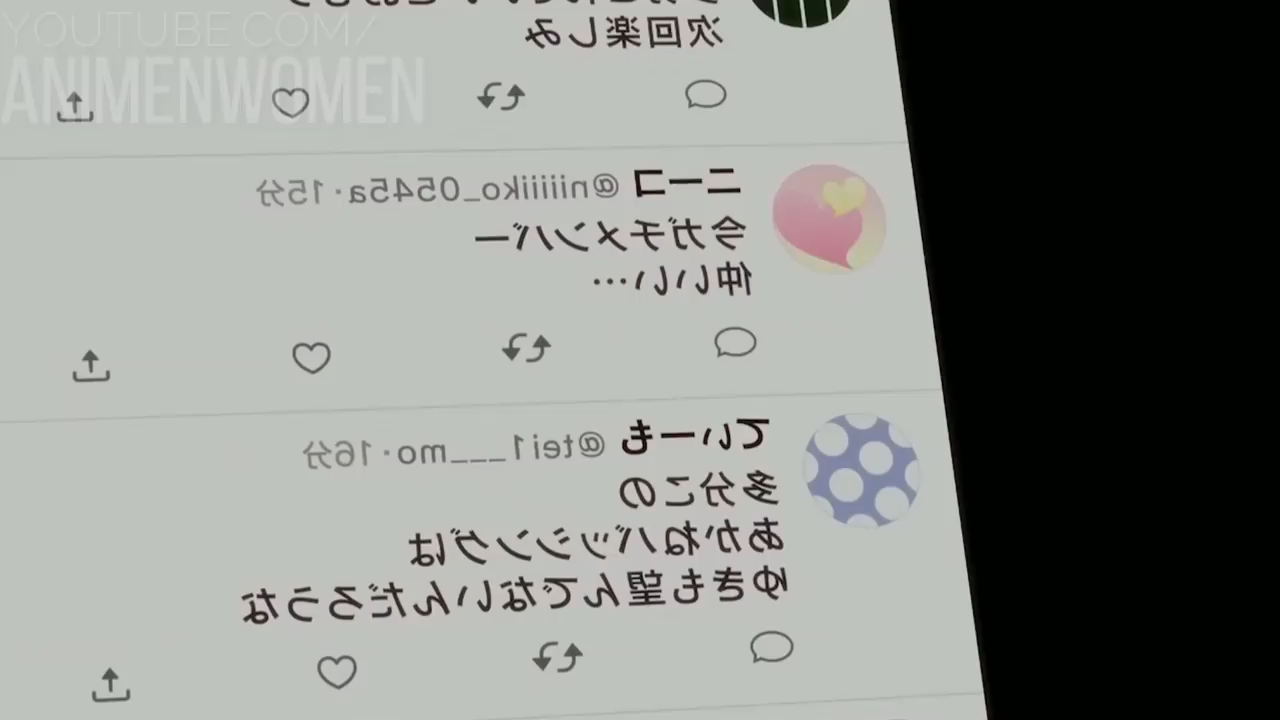 YOUTUBE.COM/
ANIMENWOMEN
次回楽しみ
ニーコ @niiiiiko_0545a・15分
今ガチメンバー
仲いい…
てぃーも @tei1___mo・16分
多分この
あかねバッシングは
ゆきも望んでないんだろうな